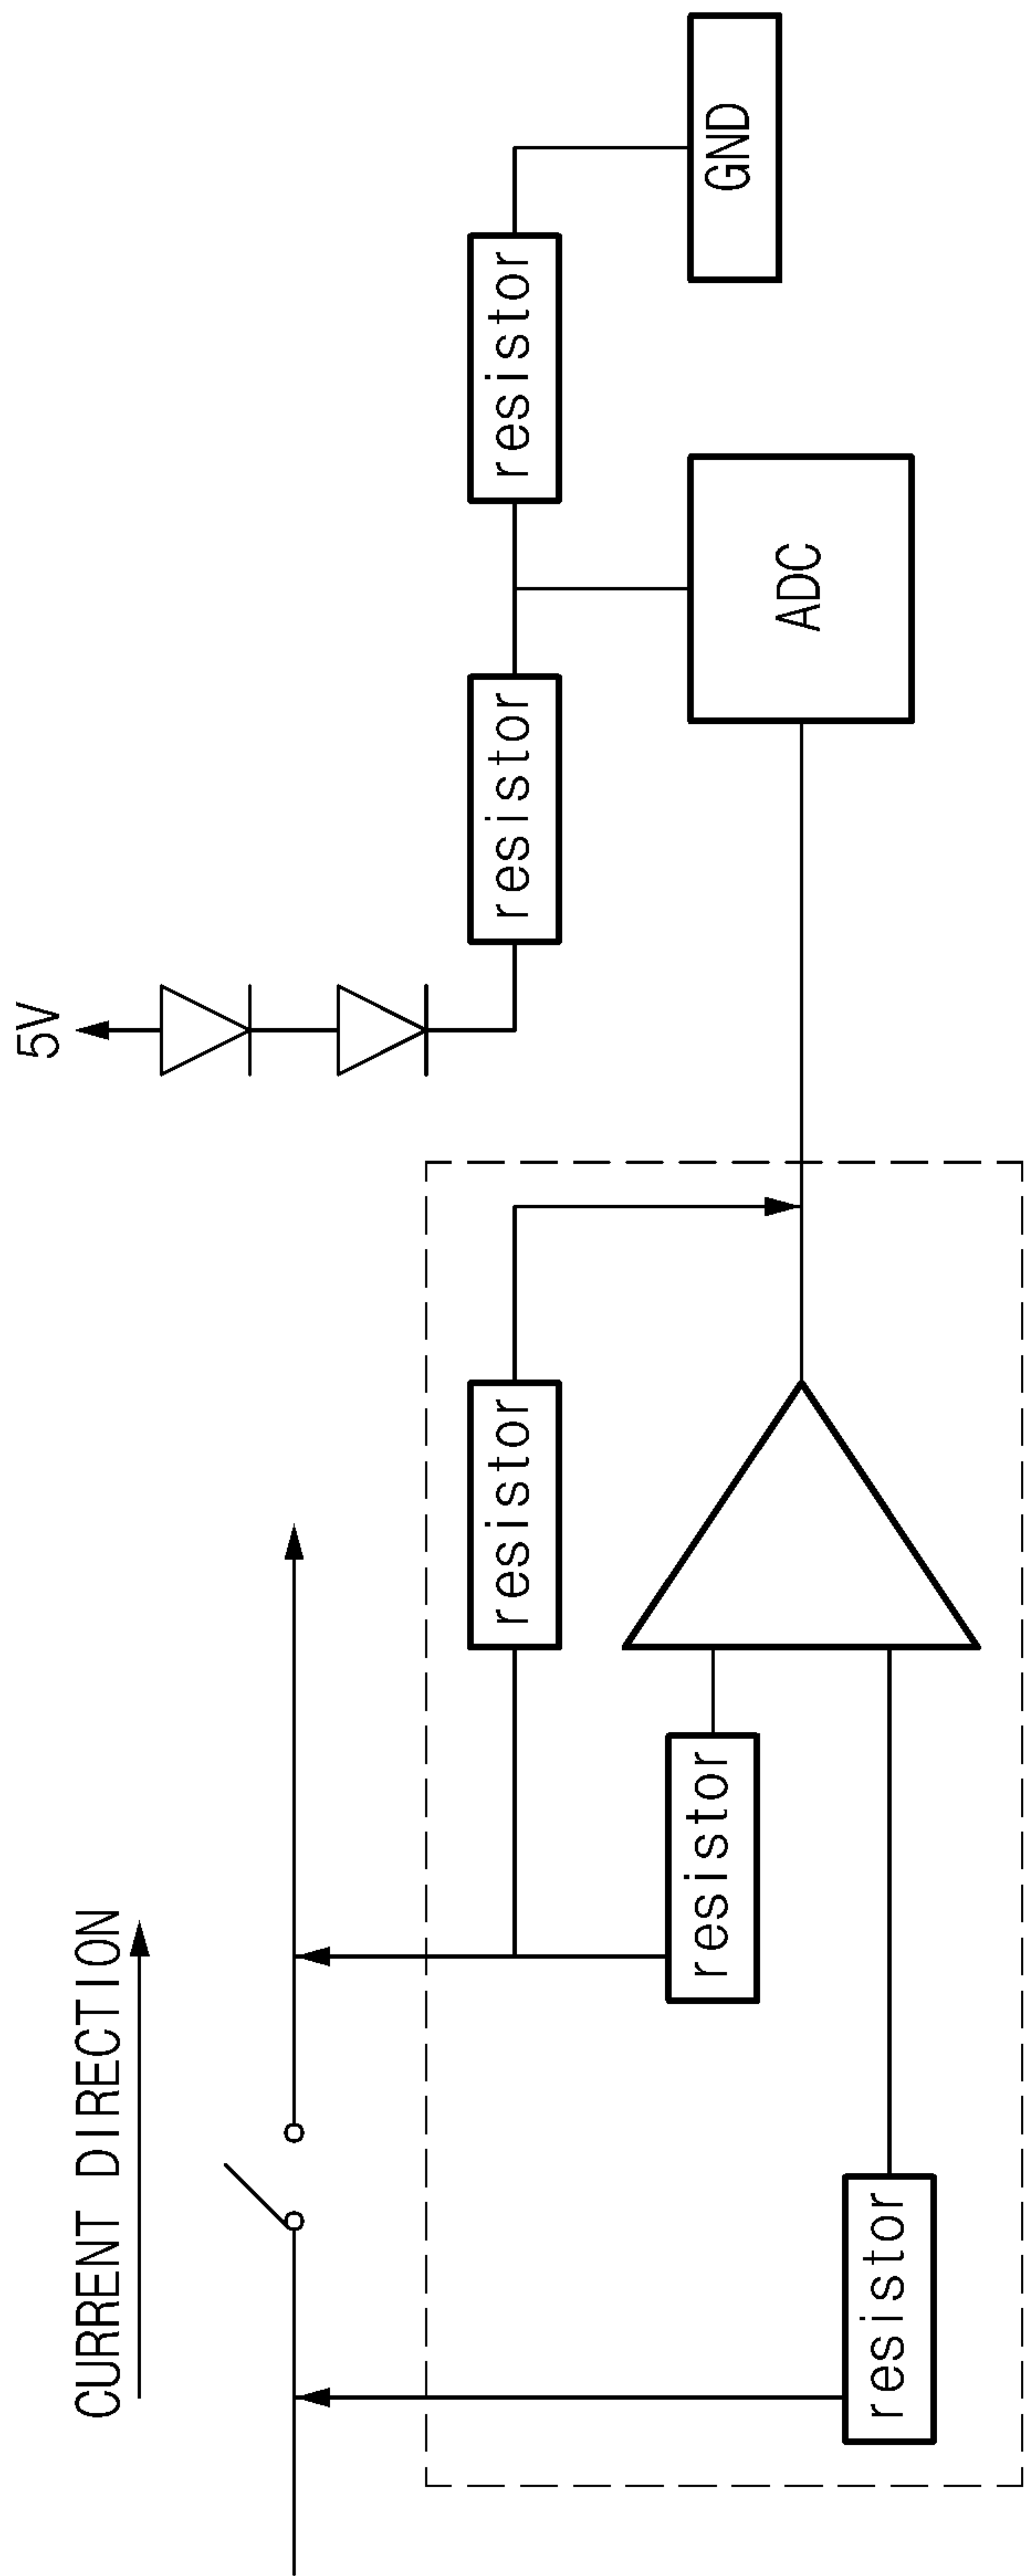 CURRENT DIRECTION
5V
resistor
resistor
resistor
resistor
resistor
ADC
GND